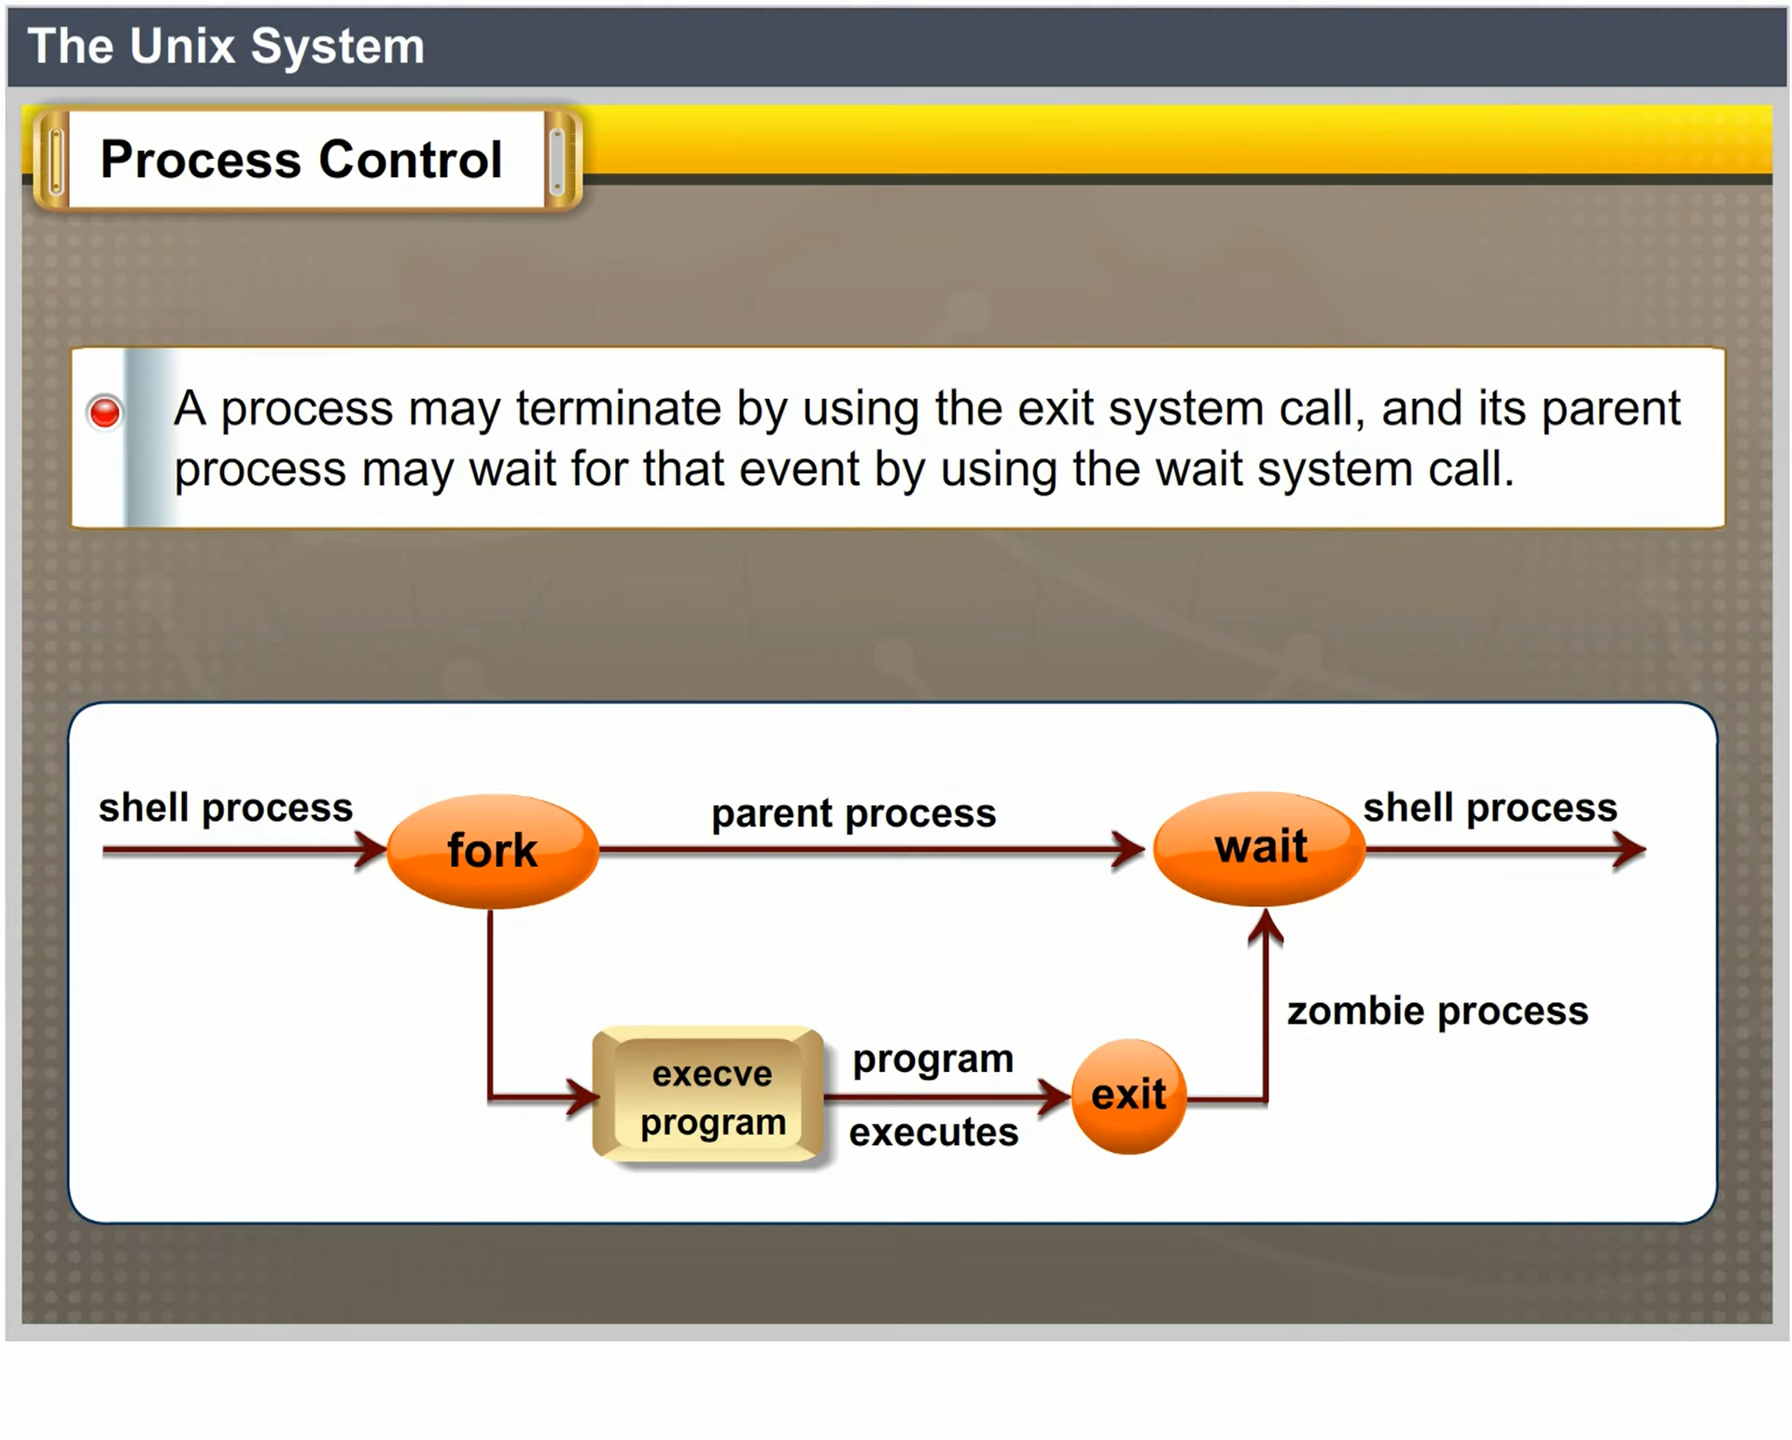 The Unix System
Process Control
A process may terminate by using the exit system call, and its parent
process may wait for that event by using the wait system call.
shell process
fork
parent process
wait
shell process
zombie process
execve
program
program
executes
exit